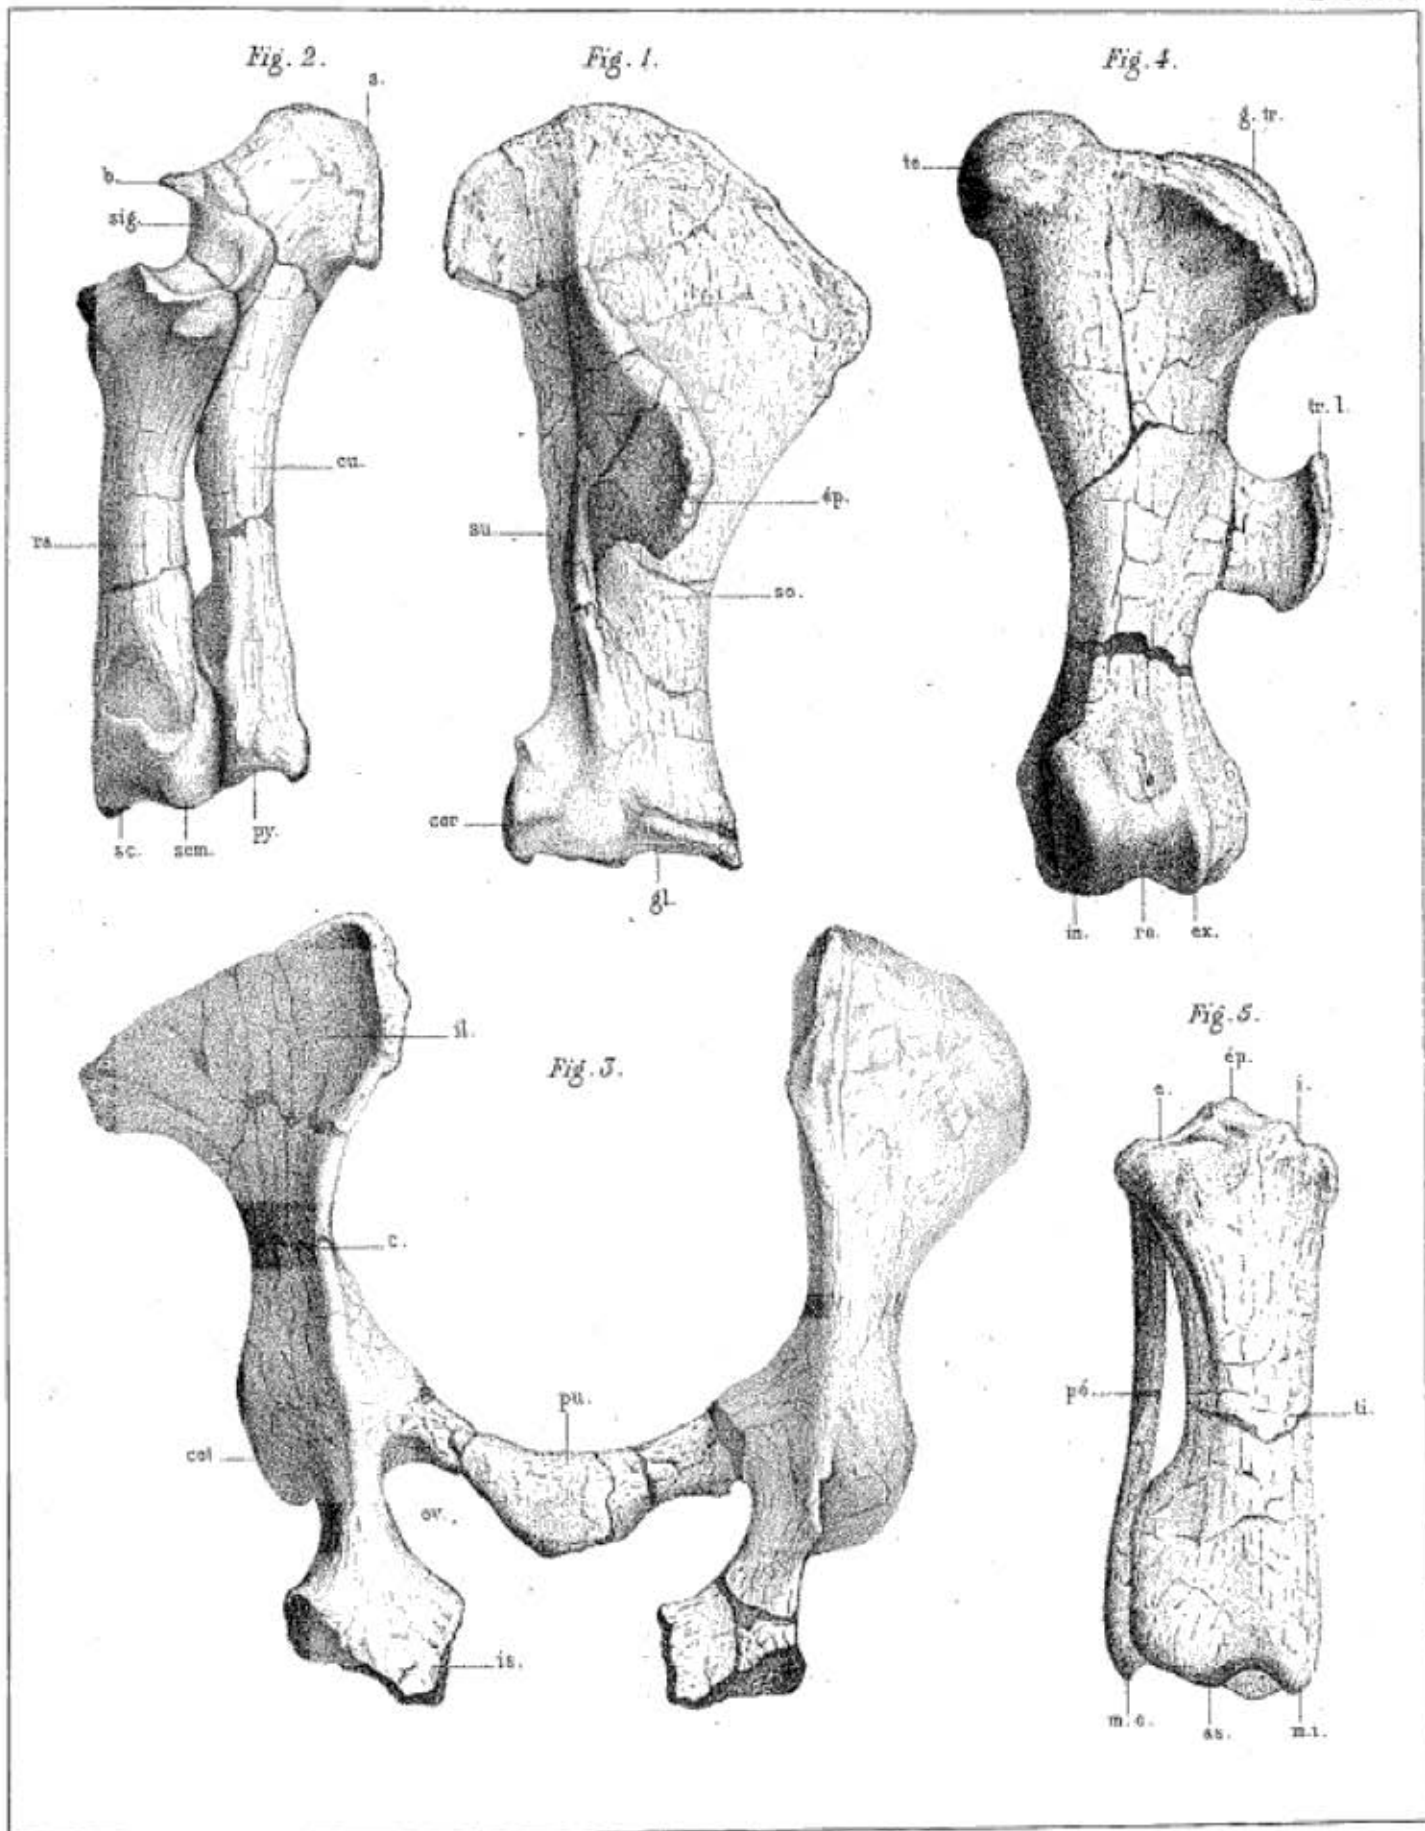 Fig. 2.
s.
b.
sig.
cu.
ra.
sc.
sem.
py.
Fig. 1.
su
ép.
so.
cor
gl.
Fig. 4.
te.
g. tr.
tr. l.
in.
ro.
ex.
Fig. 3.
il.
c.
pu.
cot
ov.
is.
Fig. 5.
ép.
e.
i.
pé.
ti.
m. e.
as.
m. i.